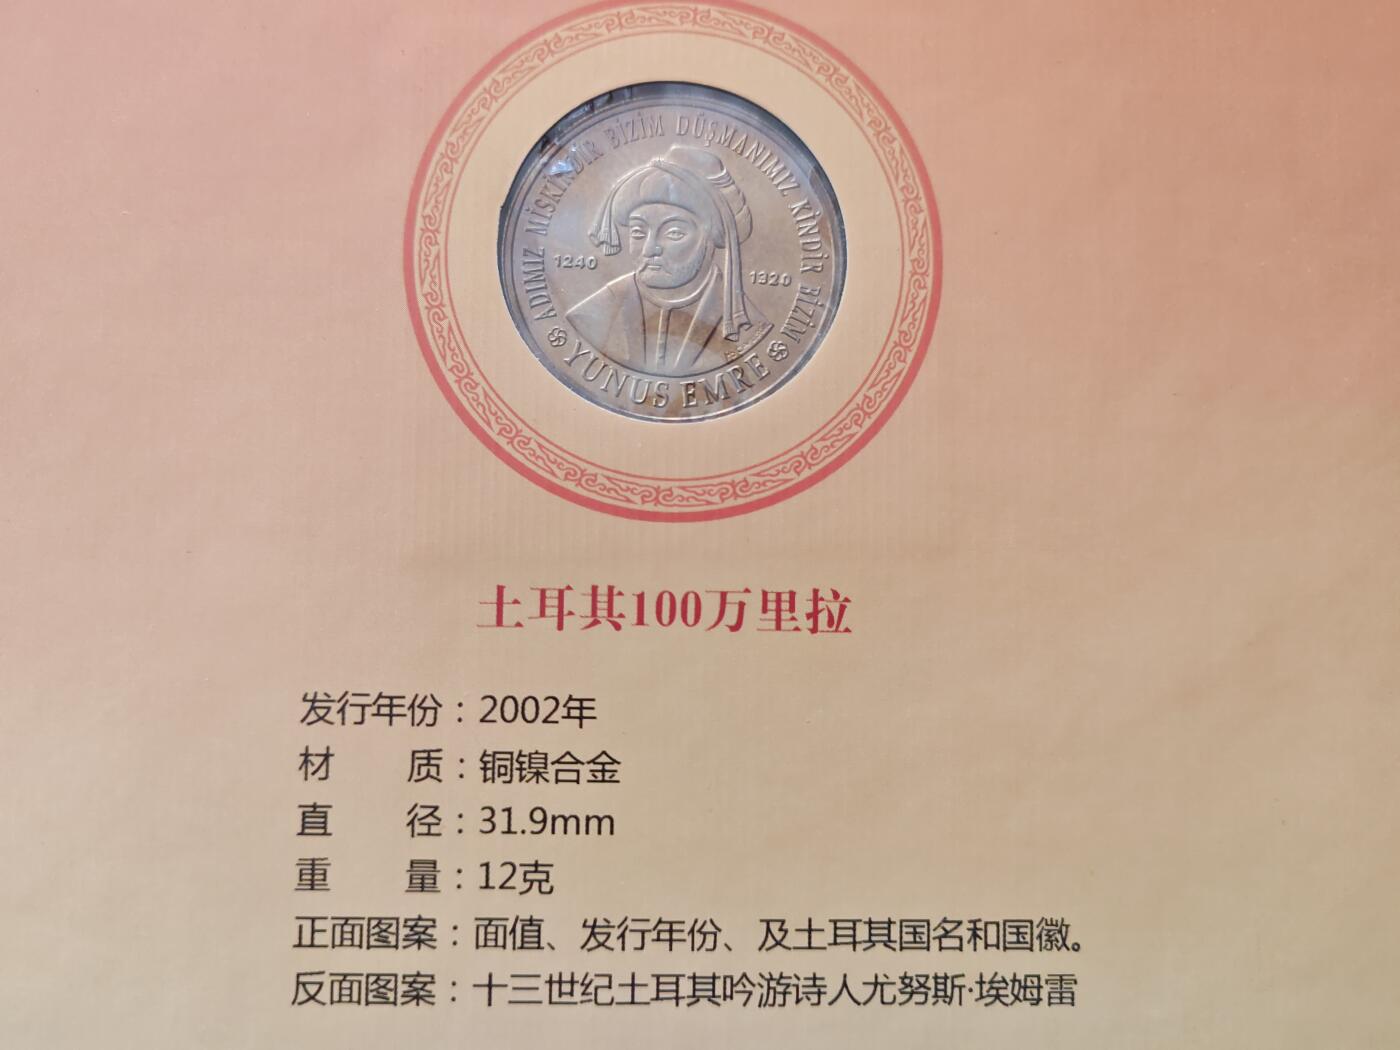 ADIMIZ MİSKİNDİR BİZİM DÜŞMANIMIZ KİNDİR BİZİM
1240
1320
YUNUS EMRE
土耳其100万里拉
发行年份：2002年
材 质：铜镍合金
直 径：31.9mm
重 量：12克
正面图案：面值、发行年份、及土耳其国名和国徽。
反面图案：十三世纪土耳其吟游诗人尤努斯·埃姆雷